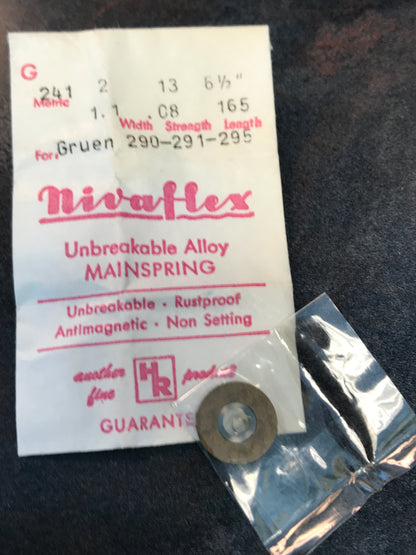 G 241 2 13 6½"
Metric 1.1 .08 165
Width Strength Length
For: Gruen 290-291-295
Nivaflex
Unbreakable Alloy
MAINSPRING
Unbreakable · Rustproof
Antimagnetic · Non Setting
another HR product
fine
GUARANTE